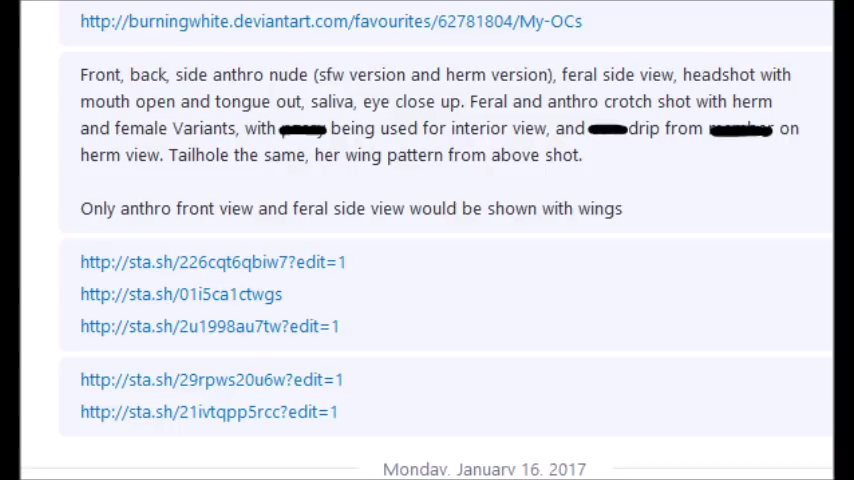 http://burningwhite.deviantart.com/favourites/62781804/My-OCs
Front, back, side anthro nude (sfw version and herm version), feral side view, headshot with
mouth open and tongue out, saliva, eye close up. Feral and anthro crotch shot with herm
and female Variants, with being used for interior view, and drip from on
herm view. Tailhole the same, her wing pattern from above shot.
Only anthro front view and feral side view would be shown with wings
http://sta.sh/226cqt6qbiw7?edit=1
http://sta.sh/01i5ca1ctwgs
http://sta.sh/2u1998au7tw?edit=1
http://sta.sh/29rpws20u6w?edit=1
http://sta.sh/21ivtqpp5rcc?edit=1
Monday, January 16, 2017